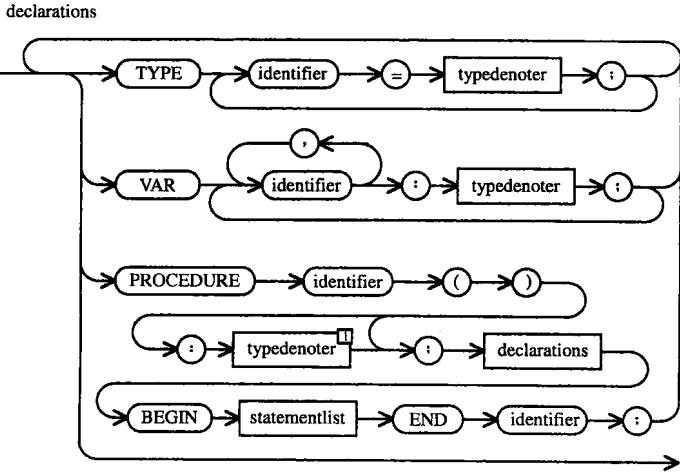 declarations
TYPE identifier = typedenoter ;
,
VAR identifier : typedenoter ;
PROCEDURE identifier ( )
: typedenoter 1 ; declarations
BEGIN statementlist END identifier ;